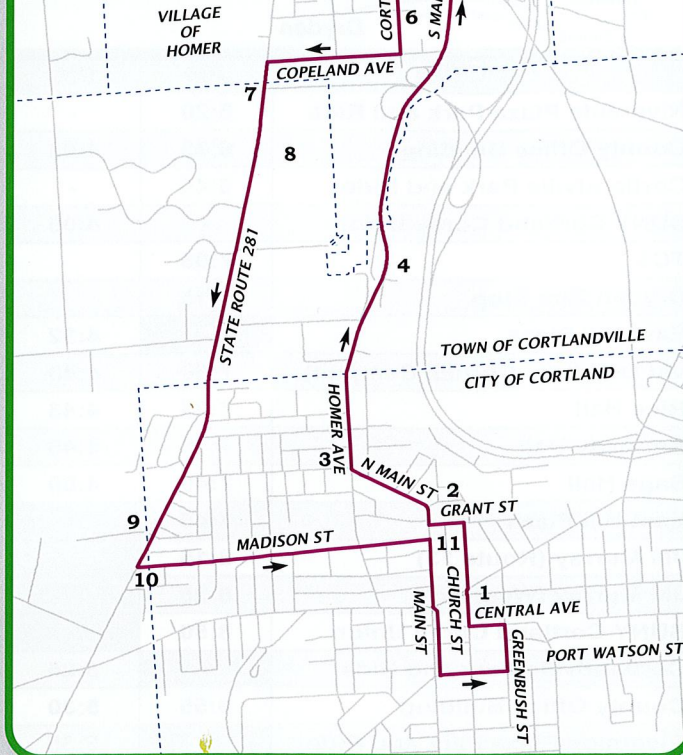 VILLAGE
OF
HOMER
CORT
6
S MAI
COPELAND AVE
7
8
STATE ROUTE 281
4
TOWN OF CORTLANDVILLE
CITY OF CORTLAND
HOMER AVE
3
N MAIN ST
2
GRANT ST
9
MADISON ST
11
10
CHURCH ST
1
CENTRAL AVE
MAIN ST
GREENBUSH ST
PORT WATSON ST